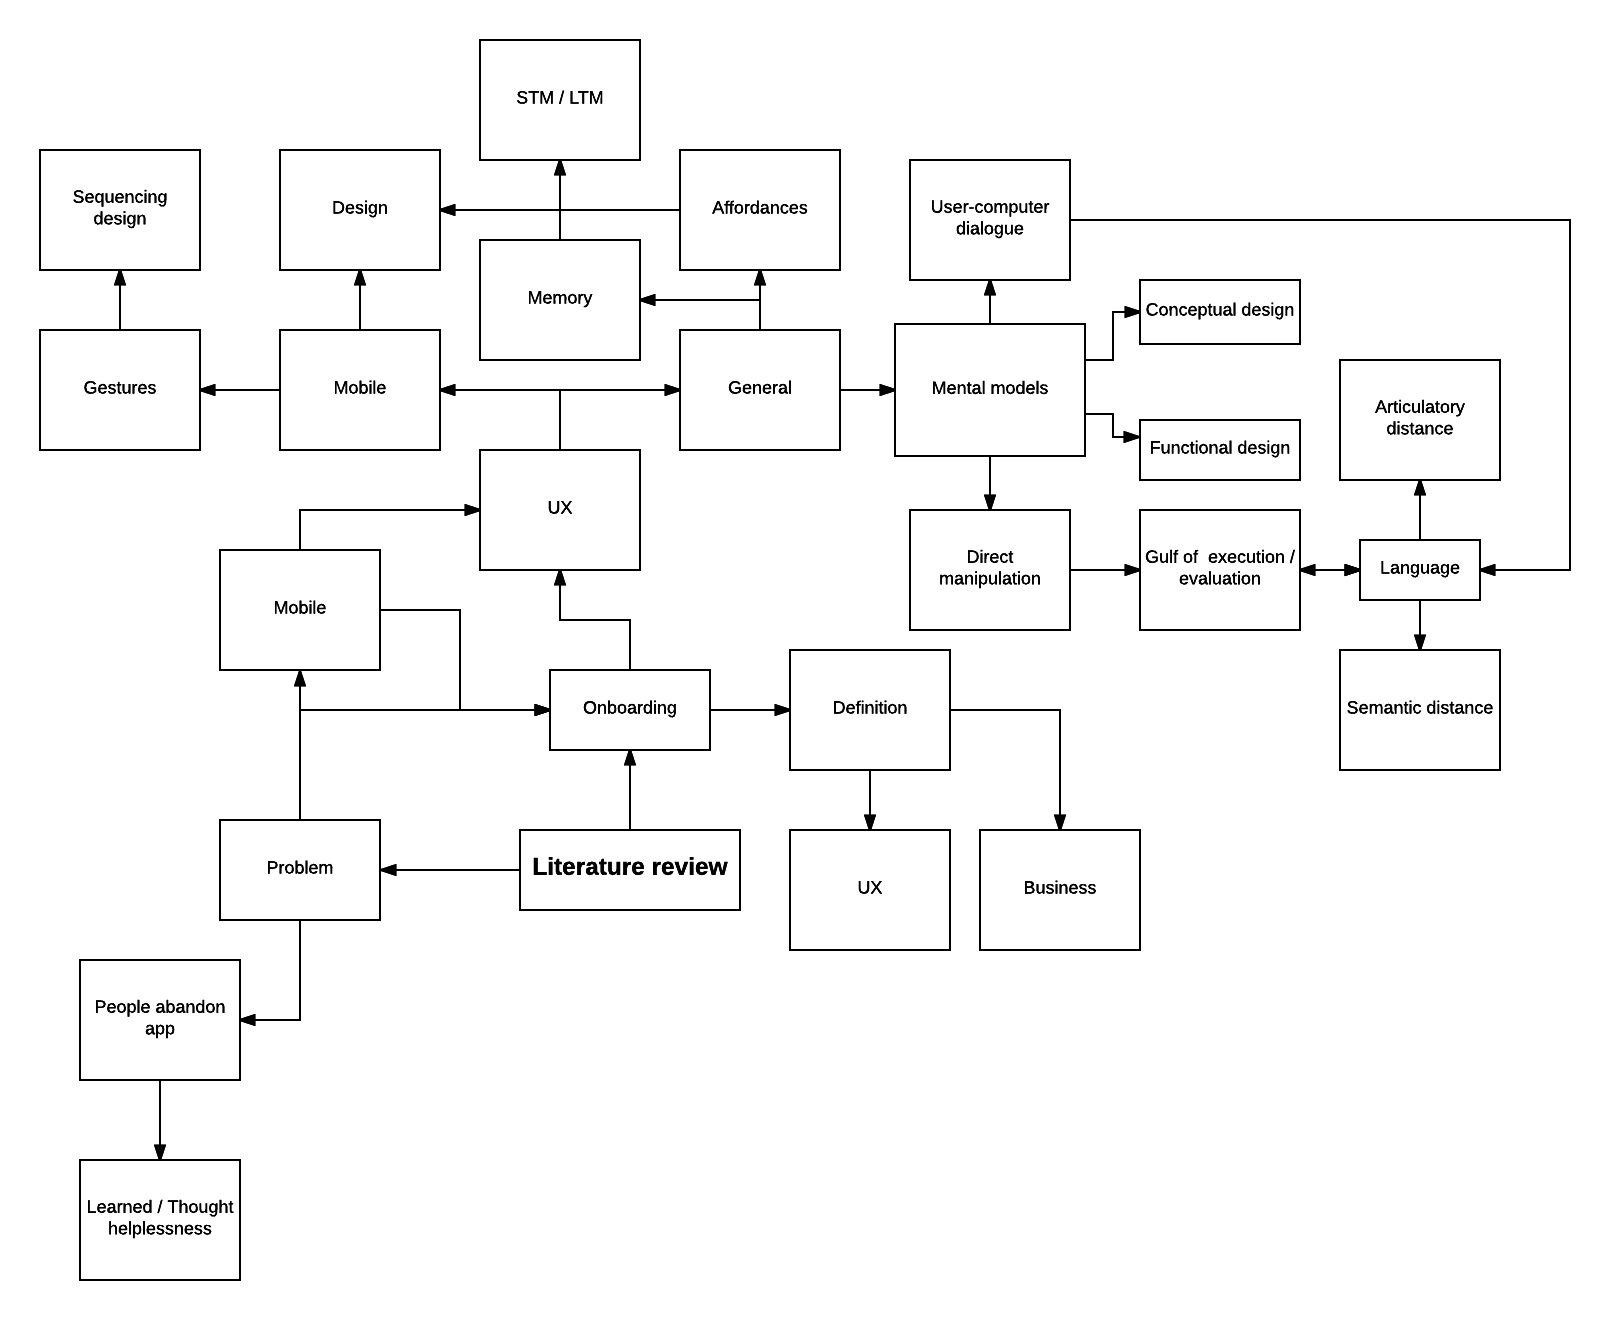 STM / LTM
Sequencing
design
Design
Affordances
User-computer
dialogue
Memory
Conceptual design
Gestures
Mobile
General
Mental models
Functional design
Articulatory
distance
UX
Direct
manipulation
Gulf of  execution /
evaluation
Language
Mobile
Onboarding
Definition
Semantic distance
Problem
Literature review
UX
Business
People abandon
app
Learned / Thought
helplessness